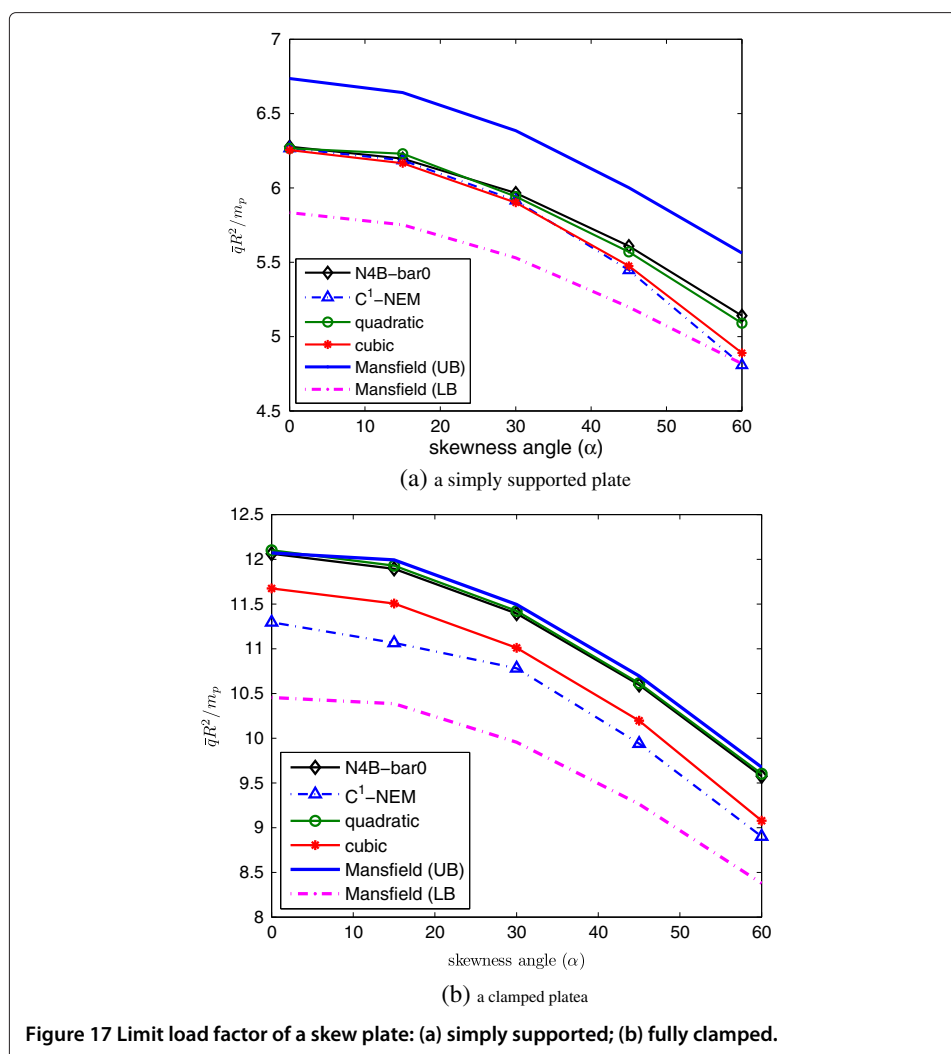 7
6.5
6
5.5
5
4.5
q̄R²/mₚ
N4B−bar0
C¹−NEM
quadratic
cubic
Mansfield (UB)
Mansfield (LB
0 10 20 30 40 50 60
skewness angle (α)
(a) a simply supported plate
12.5
12
11.5
11
10.5
10
9.5
9
8.5
8
q̄R²/mₚ
N4B−bar0
C¹−NEM
quadratic
cubic
Mansfield (UB)
Mansfield (LB
0 10 20 30 40 50 60
skewness angle (α)
(b) a clamped platea
Figure 17 Limit load factor of a skew plate: (a) simply supported; (b) fully clamped.